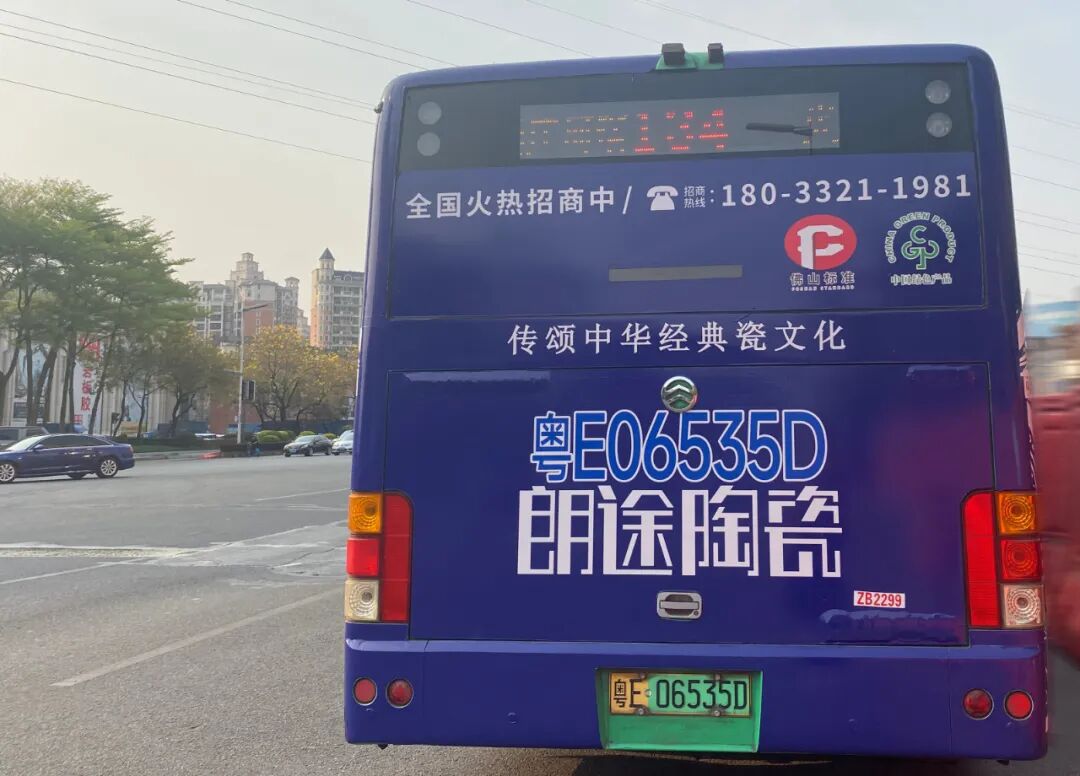 184
全国火热招商中/ 招商热线: 180-3321-1981
佛山标准
FOSHAN STANDARD
CHINA GREEN PRODUCT
中国绿色产品
传颂中华经典瓷文化
粤E06535D
朗途陶瓷
ZB2299
粤E 06535D